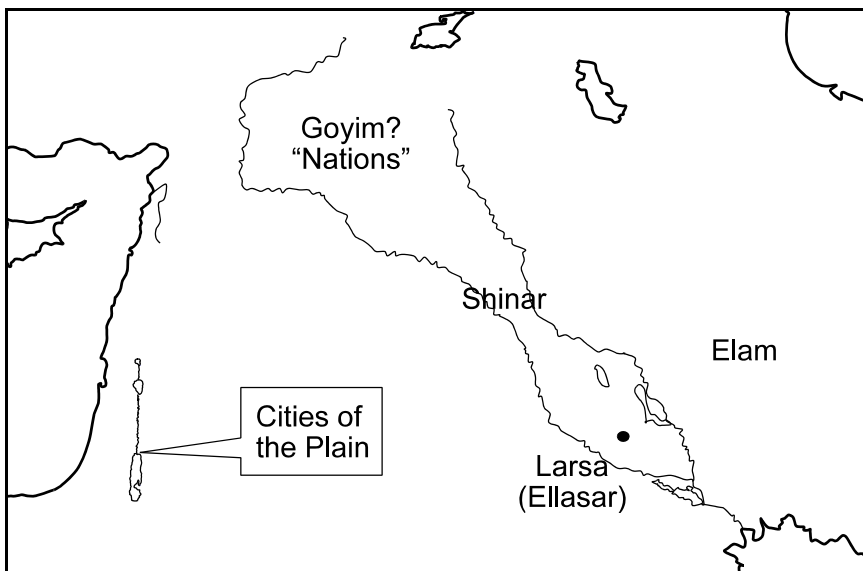 Goyim?
“Nations”
Shinar
Elam
Cities of
the Plain
Larsa
(Ellasar)